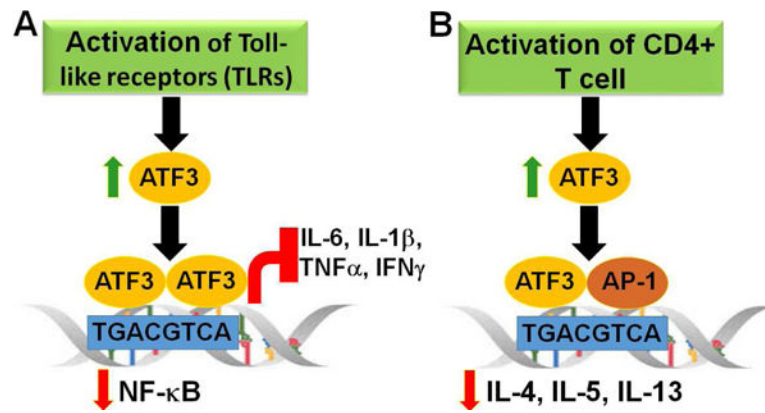 A
Activation of Toll-
like receptors (TLRs)
ATF3
ATF3
ATF3
IL-6, IL-1β,
TNFα, IFNγ
TGACGTCA
NF-κB
B
Activation of CD4+
T cell
ATF3
ATF3
AP-1
TGACGTCA
IL-4, IL-5, IL-13